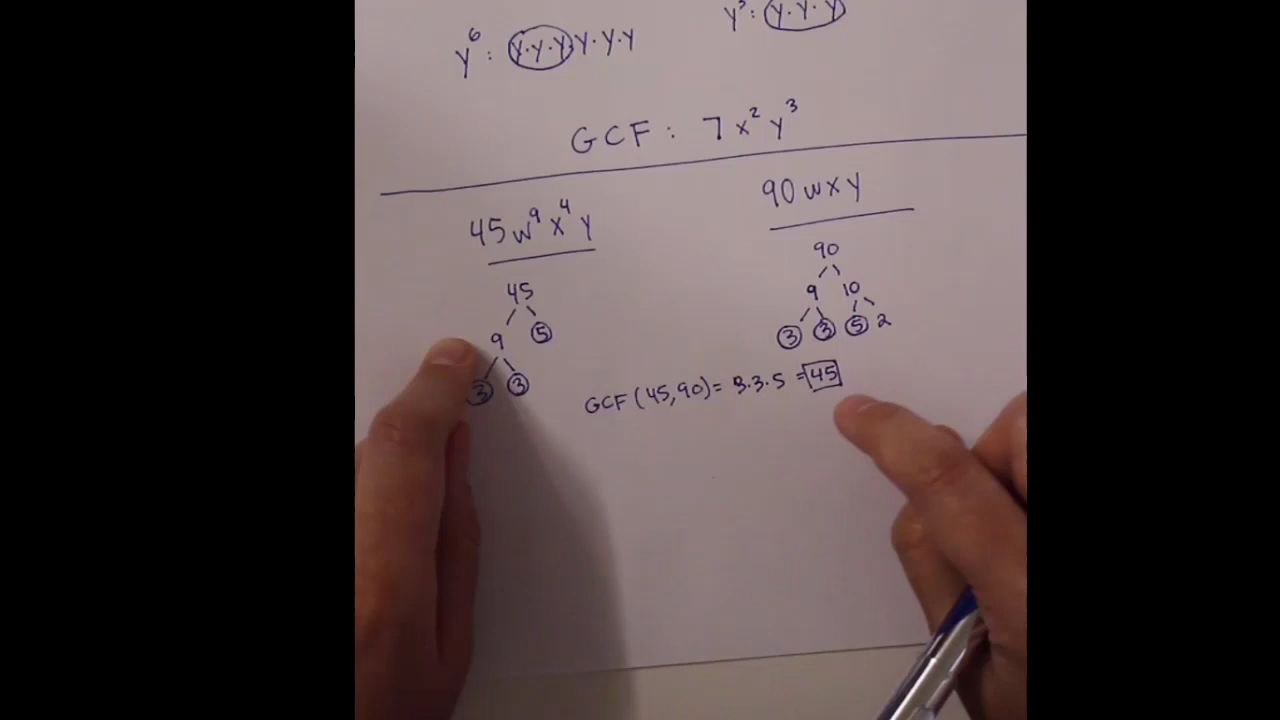 y³: y·y·y
y⁶: y·y·y·y·y·y
GCF: 7x²y³
45w⁹x⁴y
90wxy
45
9 5
3 3
90
9 10
3 3 5 2
GCF(45,90)= 3·3·5 =45